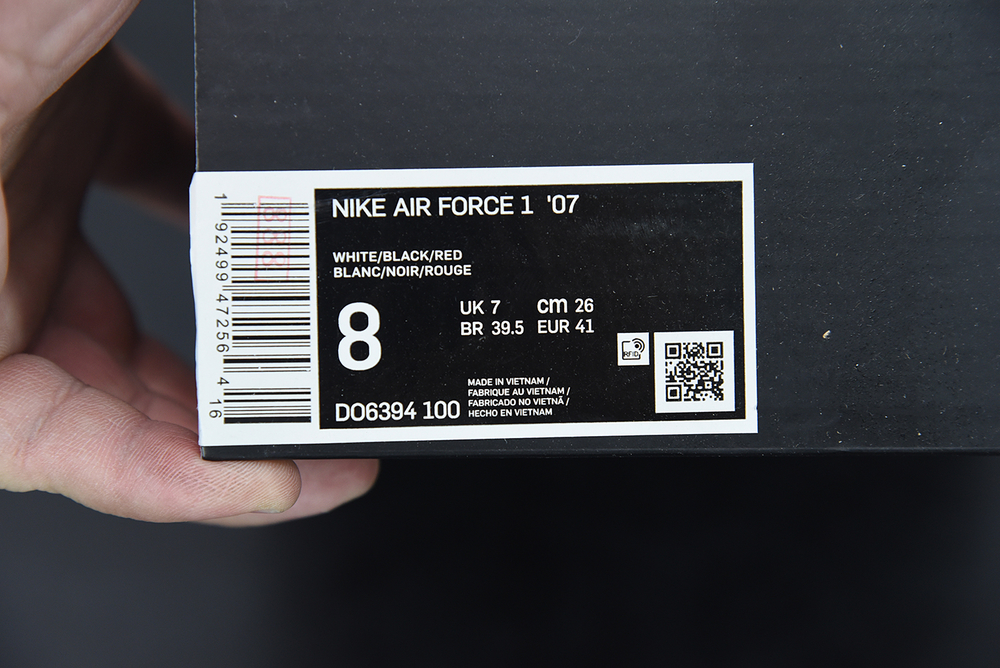 NIKE AIR FORCE 1 '07
WHITE/BLACK/RED
BLANC/NOIR/ROUGE
8
UK 7 cm 26
BR 39.5 EUR 41
RFID
MADE IN VIETNAM /
FABRIQUE AU VIETNAM /
FABRICADO NO VIETNÃ /
HECHO EN VIETNAM
DO6394 100
1 92499 47256 4 16
888